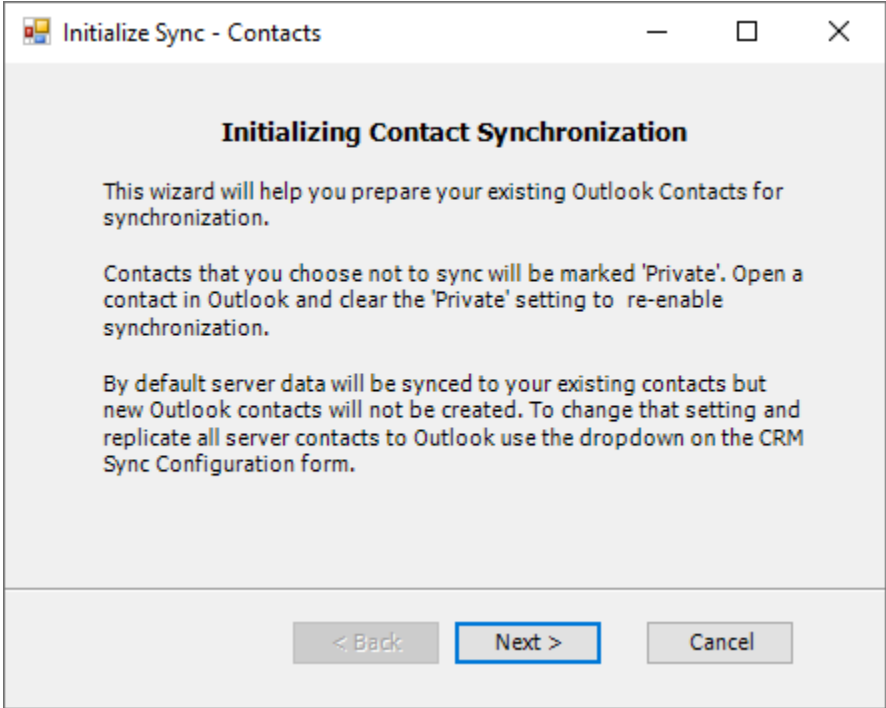 Initialize Sync - Contacts
Initializing Contact Synchronization
This wizard will help you prepare your existing Outlook Contacts for
synchronization.
Contacts that you choose not to sync will be marked 'Private'. Open a
contact in Outlook and clear the 'Private' setting to  re-enable
synchronization.
By default server data will be synced to your existing contacts but
new Outlook contacts will not be created. To change that setting and
replicate all server contacts to Outlook use the dropdown on the CRM
Sync Configuration form.
< Back
Next >
Cancel